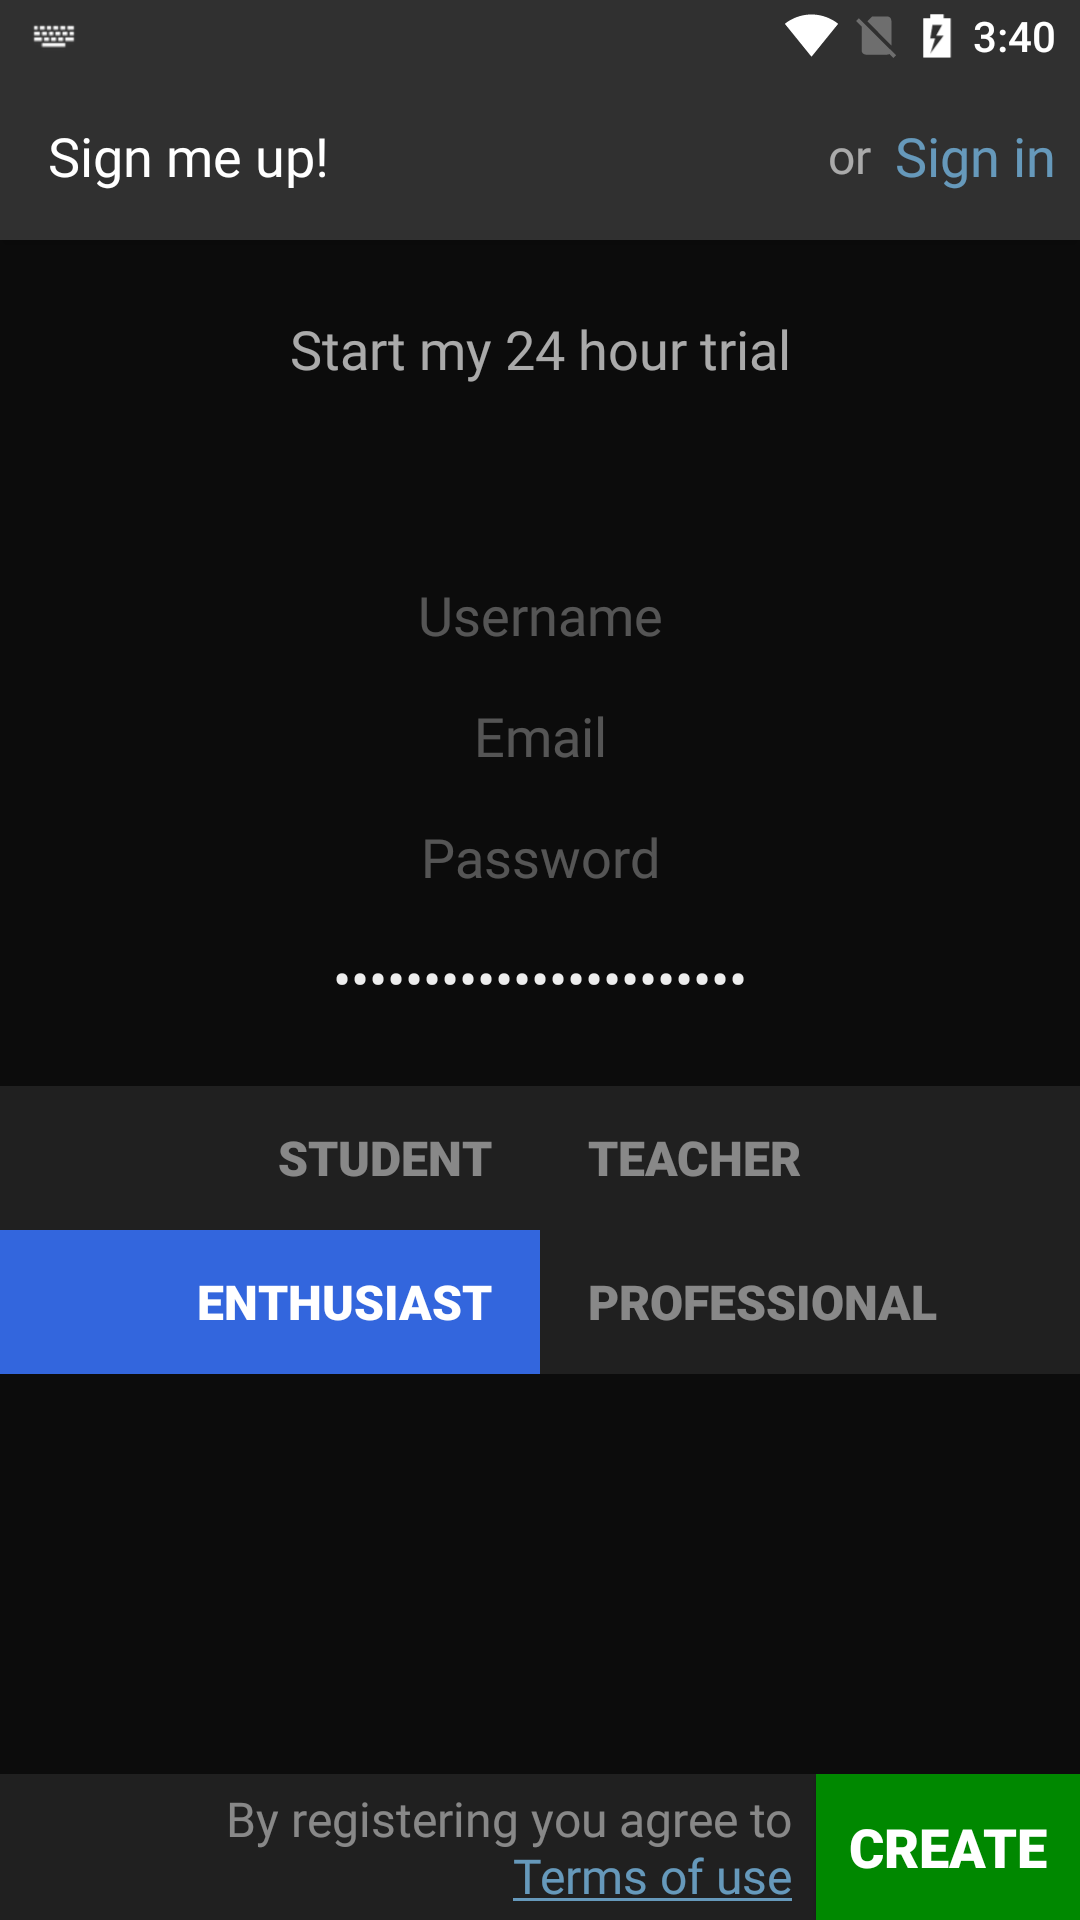 3:40
Sign me up! or Sign in
Start my 24 hour trial
Username
Email
Password
•••••••••••••••••••••••
STUDENT TEACHER
ENTHUSIAST PROFESSIONAL
By registering you agree to
Terms of use
CREATE